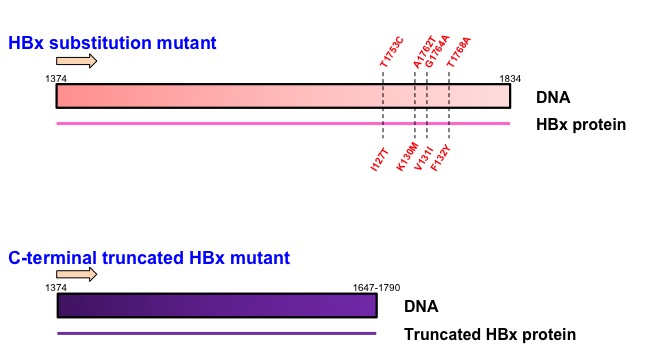 HBx substitution mutant
T1753C A1762T G1764A T1768A
1374 1834
DNA
HBx protein
I127T K130M V131I F132Y
C-terminal truncated HBx mutant
1374 1647-1790
DNA
Truncated HBx protein